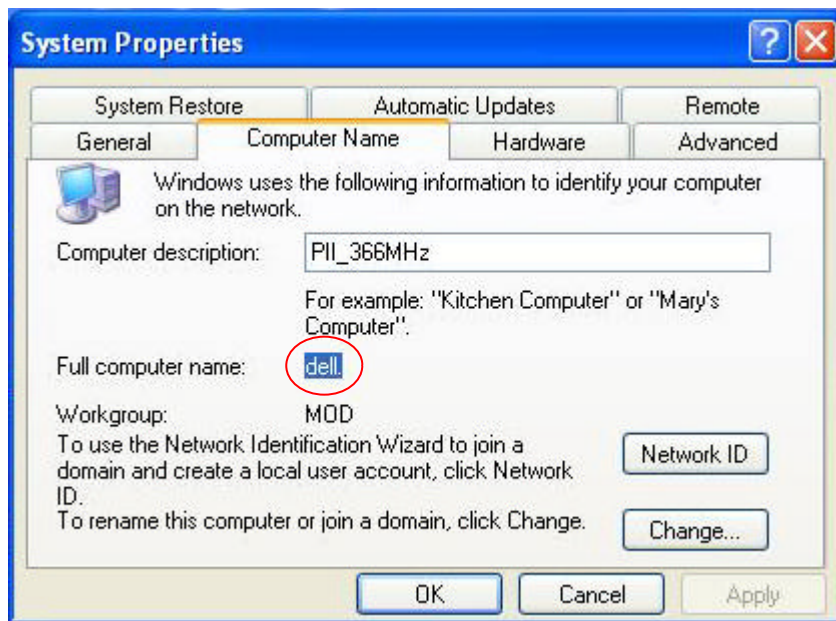 System Properties
System Restore Automatic Updates Remote
General Computer Name Hardware Advanced
Windows uses the following information to identify your computer
on the network.
Computer description: PII_366MHz
For example: "Kitchen Computer" or "Mary's
Computer".
Full computer name: dell.
Workgroup: MOD
To use the Network Identification Wizard to join a
domain and create a local user account, click Network
ID.
Network ID
To rename this computer or join a domain, click Change.
Change...
OK Cancel Apply